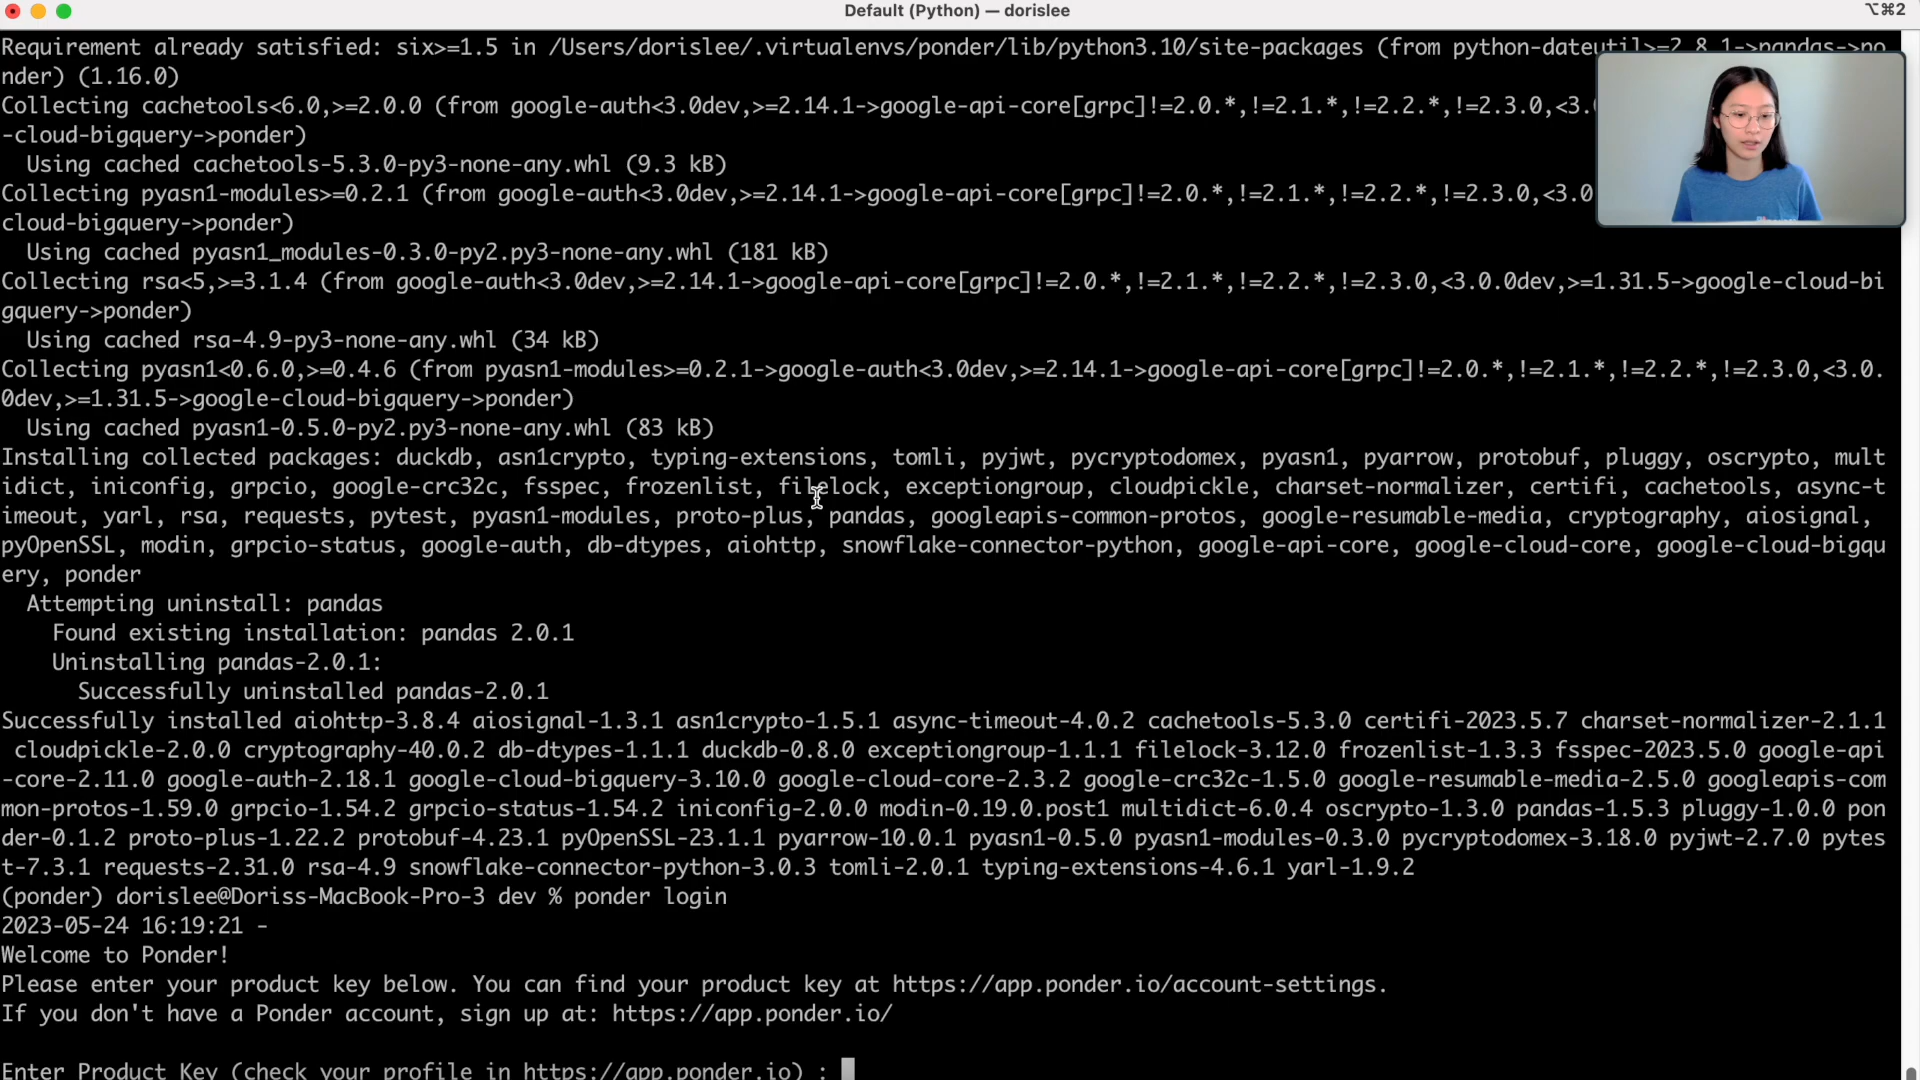 Default (Python) — dorislee
⌥⌘2
Requirement already satisfied: six>=1.5 in /Users/dorislee/.virtualenvs/ponder/lib/python3.10/site-packages (from python-dateutil>=2.8.1->pandas->po
nder) (1.16.0)
Collecting cachetools<6.0,>=2.0.0 (from google-auth<3.0dev,>=2.14.1->google-api-core[grpc]!=2.0.*,!=2.1.*,!=2.2.*,!=2.3.0,<3.0
-cloud-bigquery->ponder)
  Using cached cachetools-5.3.0-py3-none-any.whl (9.3 kB)
Collecting pyasn1-modules>=0.2.1 (from google-auth<3.0dev,>=2.14.1->google-api-core[grpc]!=2.0.*,!=2.1.*,!=2.2.*,!=2.3.0,<3.0
cloud-bigquery->ponder)
  Using cached pyasn1_modules-0.3.0-py2.py3-none-any.whl (181 kB)
Collecting rsa<5,>=3.1.4 (from google-auth<3.0dev,>=2.14.1->google-api-core[grpc]!=2.0.*,!=2.1.*,!=2.2.*,!=2.3.0,<3.0.0dev,>=1.31.5->google-cloud-bi
gquery->ponder)
  Using cached rsa-4.9-py3-none-any.whl (34 kB)
Collecting pyasn1<0.6.0,>=0.4.6 (from pyasn1-modules>=0.2.1->google-auth<3.0dev,>=2.14.1->google-api-core[grpc]!=2.0.*,!=2.1.*,!=2.2.*,!=2.3.0,<3.0.
0dev,>=1.31.5->google-cloud-bigquery->ponder)
  Using cached pyasn1-0.5.0-py2.py3-none-any.whl (83 kB)
Installing collected packages: duckdb, asn1crypto, typing-extensions, tomli, pyjwt, pycryptodomex, pyasn1, pyarrow, protobuf, pluggy, oscrypto, mult
idict, iniconfig, grpcio, google-crc32c, fsspec, frozenlist, filelock, exceptiongroup, cloudpickle, charset-normalizer, certifi, cachetools, async-t
imeout, yarl, rsa, requests, pytest, pyasn1-modules, proto-plus, pandas, googleapis-common-protos, google-resumable-media, cryptography, aiosignal,
pyOpenSSL, modin, grpcio-status, google-auth, db-dtypes, aiohttp, snowflake-connector-python, google-api-core, google-cloud-core, google-cloud-bigqu
ery, ponder
  Attempting uninstall: pandas
    Found existing installation: pandas 2.0.1
    Uninstalling pandas-2.0.1:
      Successfully uninstalled pandas-2.0.1
Successfully installed aiohttp-3.8.4 aiosignal-1.3.1 asn1crypto-1.5.1 async-timeout-4.0.2 cachetools-5.3.0 certifi-2023.5.7 charset-normalizer-2.1.1
 cloudpickle-2.0.0 cryptography-40.0.2 db-dtypes-1.1.1 duckdb-0.8.0 exceptiongroup-1.1.1 filelock-3.12.0 frozenlist-1.3.3 fsspec-2023.5.0 google-api
-core-2.11.0 google-auth-2.18.1 google-cloud-bigquery-3.10.0 google-cloud-core-2.3.2 google-crc32c-1.5.0 google-resumable-media-2.5.0 googleapis-com
mon-protos-1.59.0 grpcio-1.54.2 grpcio-status-1.54.2 iniconfig-2.0.0 modin-0.19.0.post1 multidict-6.0.4 oscrypto-1.3.0 pandas-1.5.3 pluggy-1.0.0 pon
der-0.1.2 proto-plus-1.22.2 protobuf-4.23.1 pyOpenSSL-23.1.1 pyarrow-10.0.1 pyasn1-0.5.0 pyasn1-modules-0.3.0 pycryptodomex-3.18.0 pyjwt-2.7.0 pytes
t-7.3.1 requests-2.31.0 rsa-4.9 snowflake-connector-python-3.0.3 tomli-2.0.1 typing-extensions-4.6.1 yarl-1.9.2
(ponder) dorislee@Doriss-MacBook-Pro-3 dev % ponder login
2023-05-24 16:19:21 -
Welcome to Ponder!
Please enter your product key below. You can find your product key at https://app.ponder.io/account-settings.
If you don't have a Ponder account, sign up at: https://app.ponder.io/
Enter Product Key (check your profile in https://app.ponder.io) :